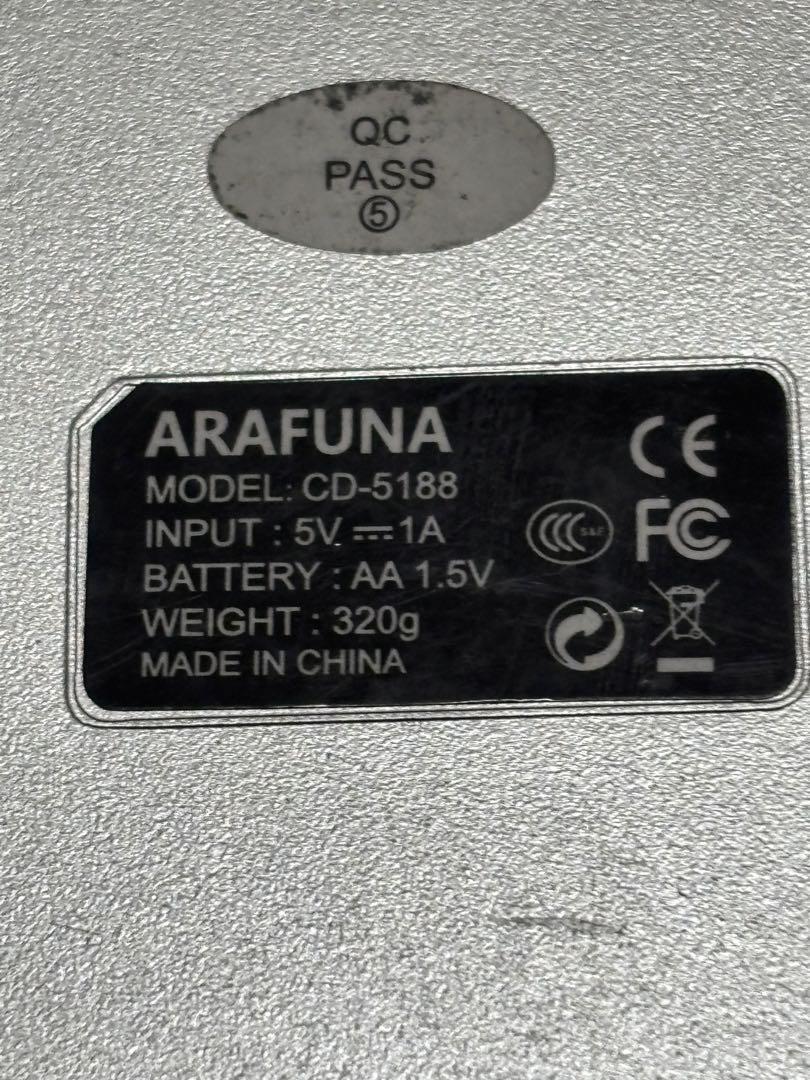 QC
PASS
⑤
ARAFUNA
MODEL: CD-5188
INPUT : 5V ⎓ 1A
BATTERY : AA 1.5V
WEIGHT : 320g
MADE IN CHINA
CE
CCC S&E
FC